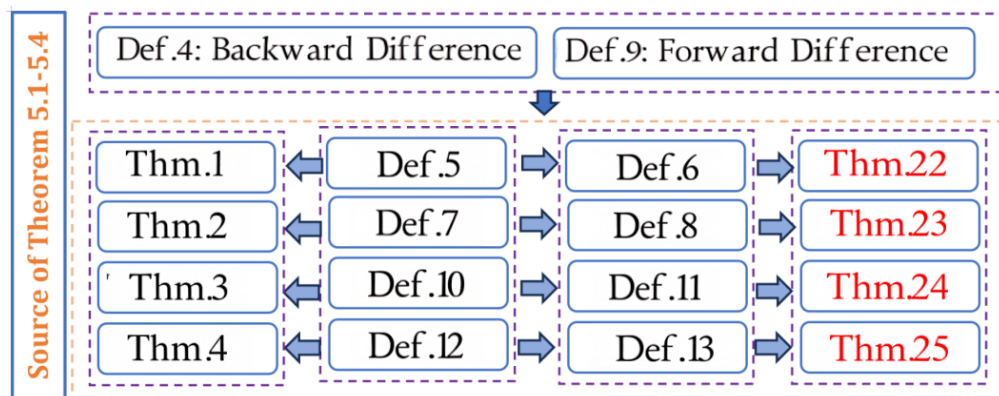 Source of Theorem 5.1-5.4
Def.4: Backward Difference
Def.9: Forward Difference
Thm.1
Def.5
Def.6
Thm.22
Thm.2
Def.7
Def.8
Thm.23
Thm.3
Def.10
Def.11
Thm.24
Thm.4
Def.12
Def.13
Thm.25